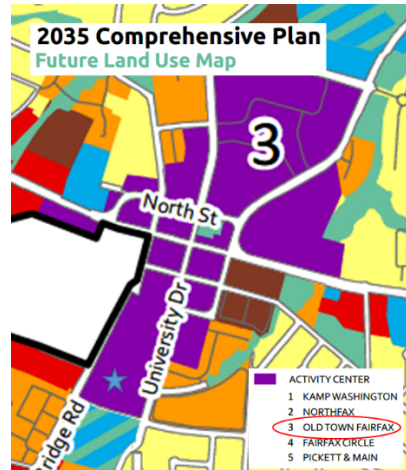 2035 Comprehensive Plan
Future Land Use Map
3
North St
University Dr
Bridge Rd
ACTIVITY CENTER
1 KAMP WASHINGTON
2 NORTHFAX
3 OLD TOWN FAIRFAX
4 FAIRFAX CIRCLE
5 PICKETT & MAIN